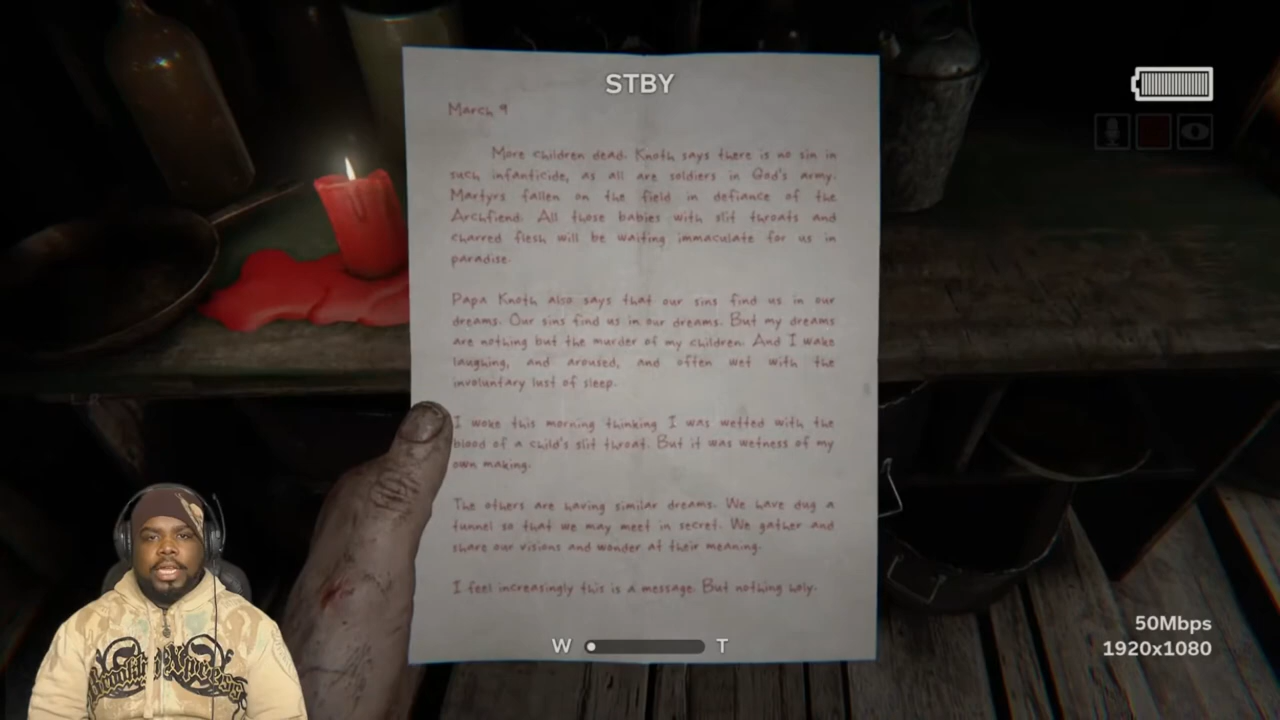 STBY
March 9
More children dead. Knoth says there is no sin in
such infanticide, as all are soldiers in God's army.
Martyrs fallen on the field in defiance of the
Archfiend. All those babies with slit throats and
charred flesh will be waiting immaculate for us in
paradise.
Papa Knoth also says that our sins find us in our
dreams. Our sins find us in our dreams. But my dreams
are nothing but the murder of my children. And I wake
laughing, and aroused, and often wet with the
involuntary lust of sleep.
I woke this morning thinking I was wetted with the
blood of a child's slit throat. But it was wetness of my
own making.
The others are having similar dreams. We have dug a
tunnel so that we may meet in secret. We gather and
share our visions and wonder at their meaning.
I feel increasingly this is a message. But nothing holy.
W T
50Mbps
1920x1080